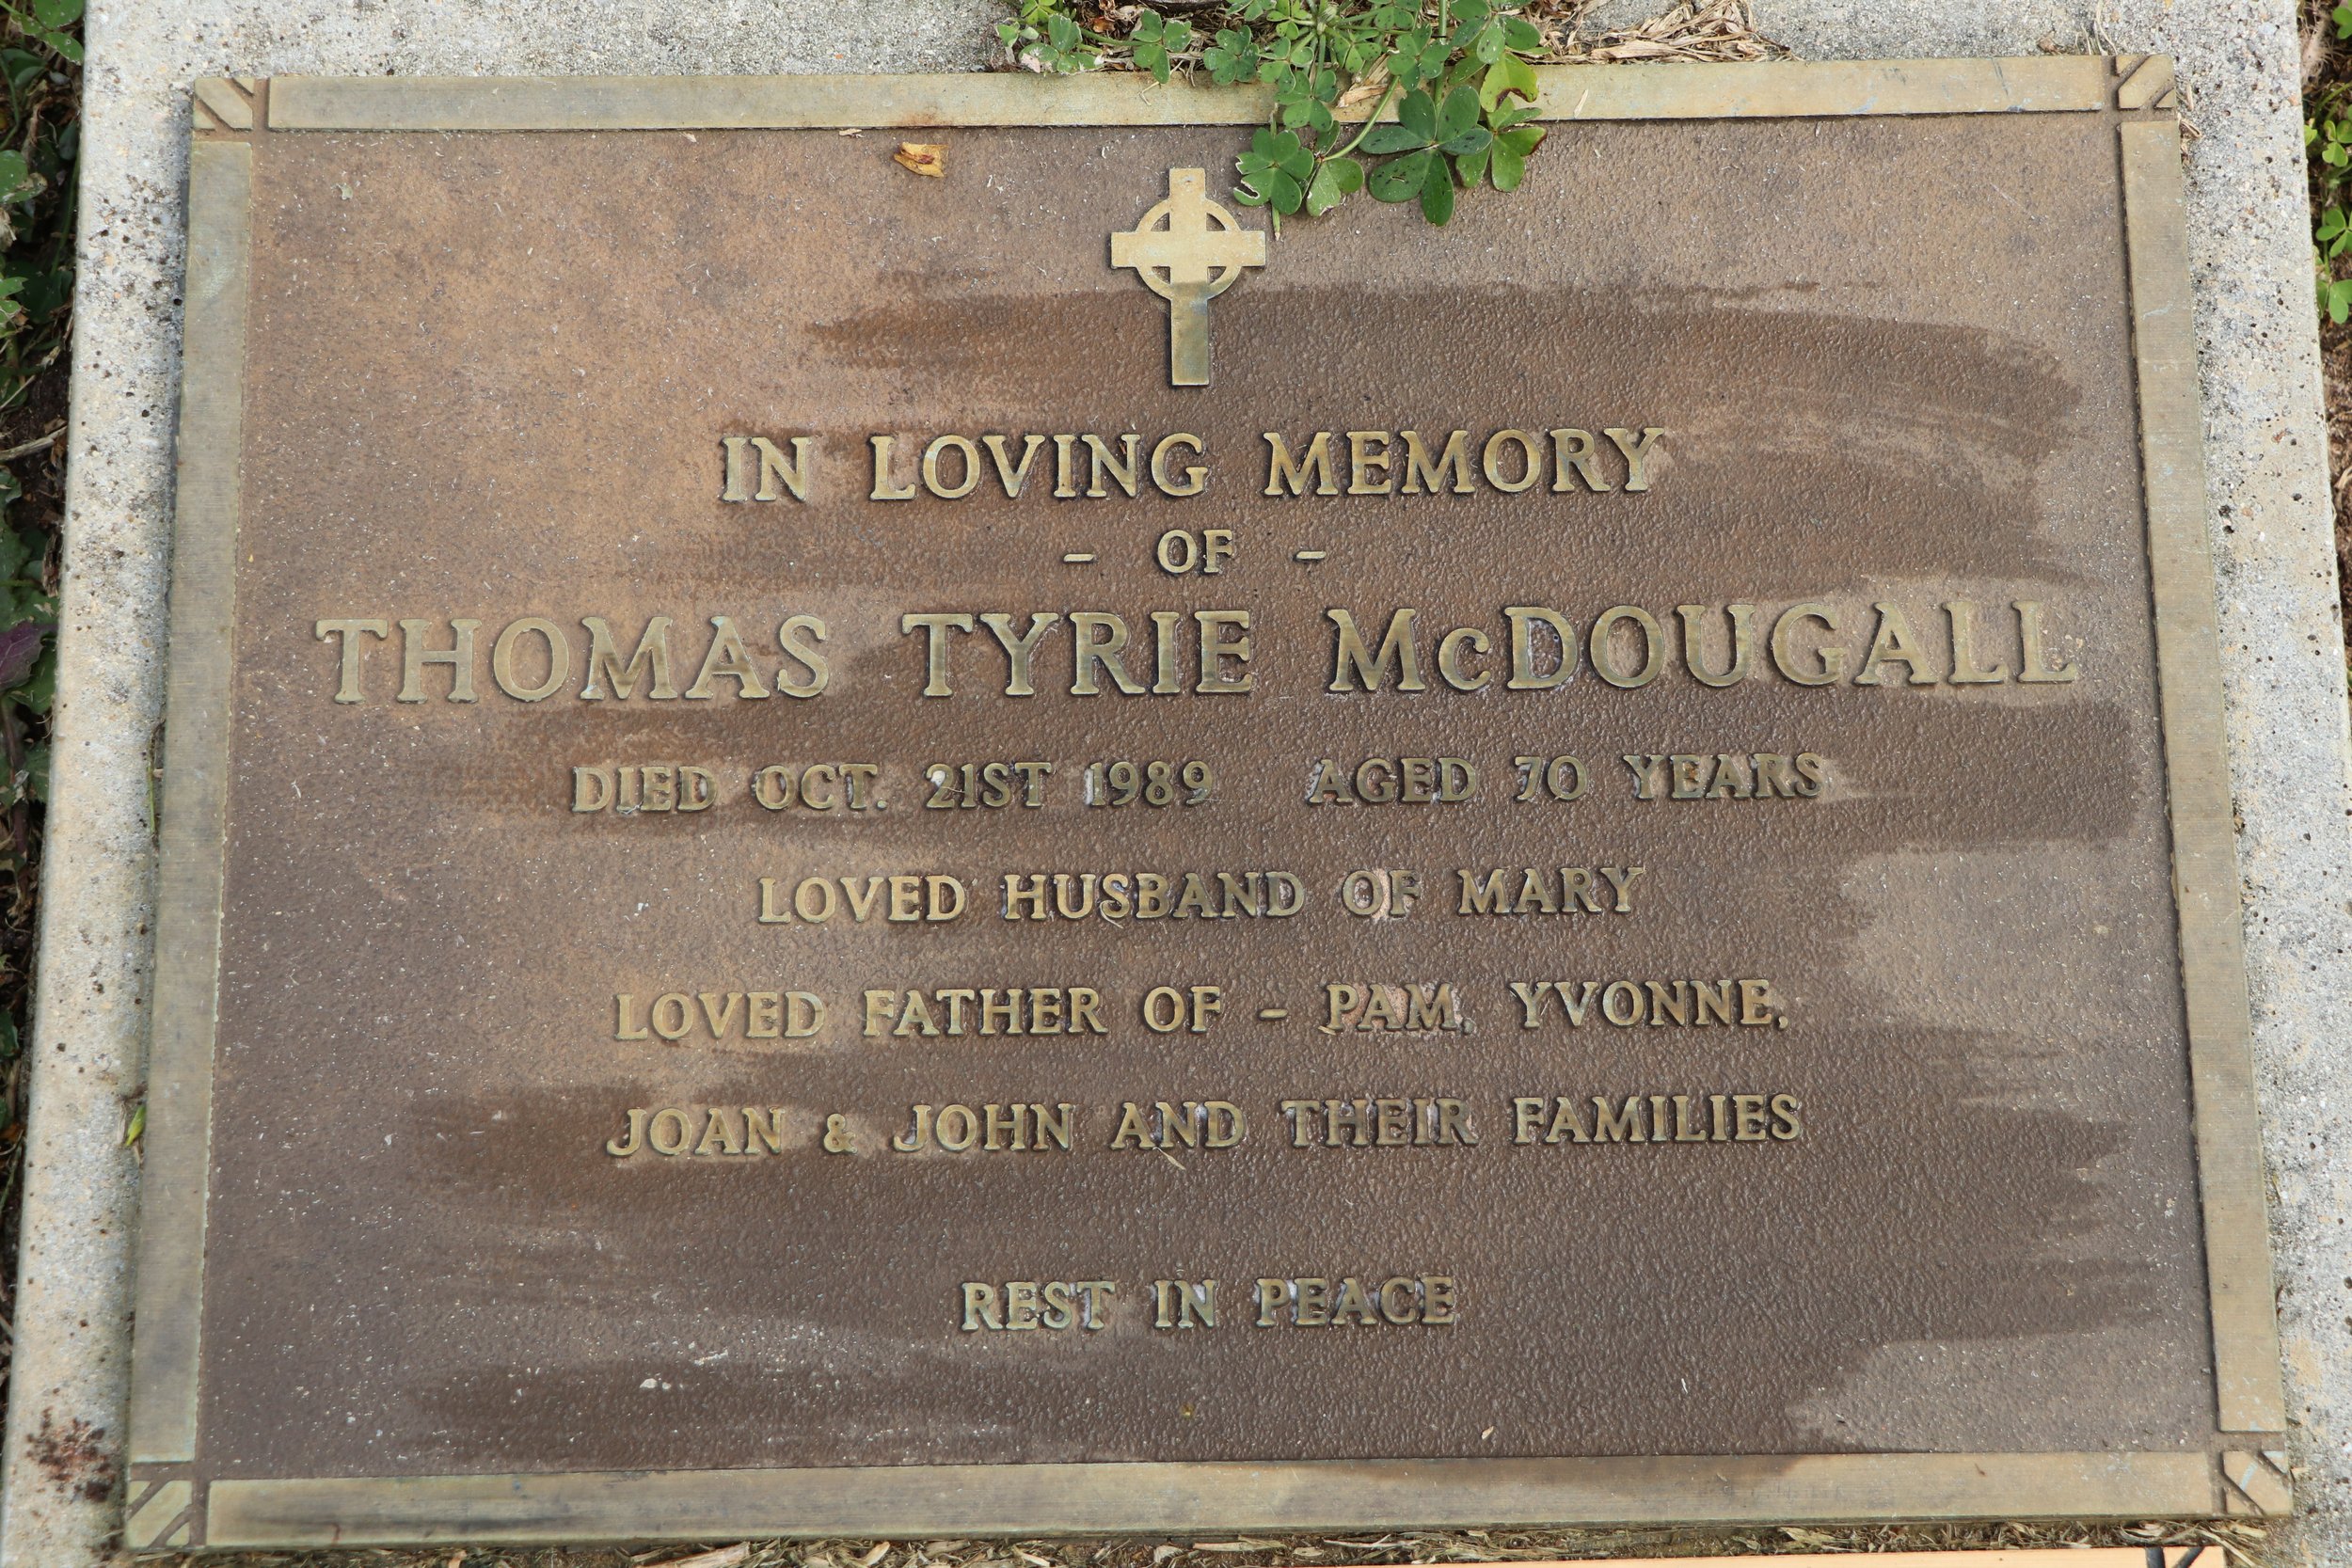 IN LOVING MEMORY
- OF -
THOMAS TYRIE McDOUGALL
DIED OCT. 21ST 1989 AGED 70 YEARS
LOVED HUSBAND OF MARY
LOVED FATHER OF - PAM, YVONNE,
JOAN & JOHN AND THEIR FAMILIES
REST IN PEACE